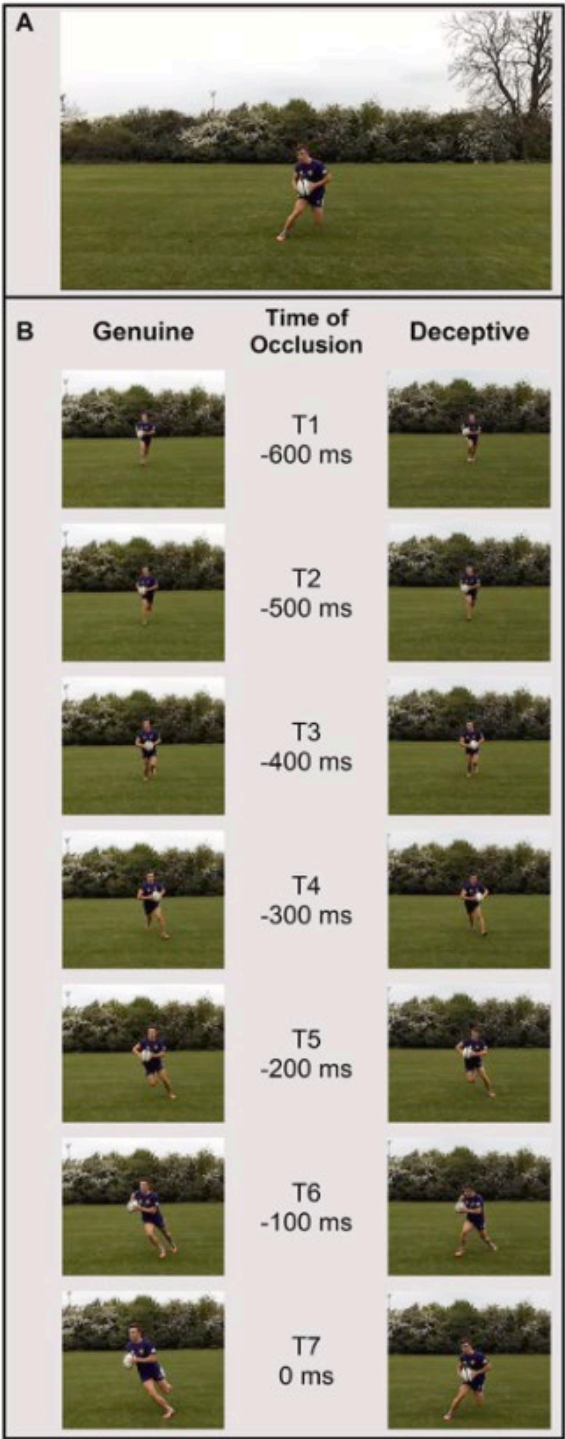 A
B
Genuine
Time of
Occlusion
Deceptive
T1
-600 ms
T2
-500 ms
T3
-400 ms
T4
-300 ms
T5
-200 ms
T6
-100 ms
T7
0 ms